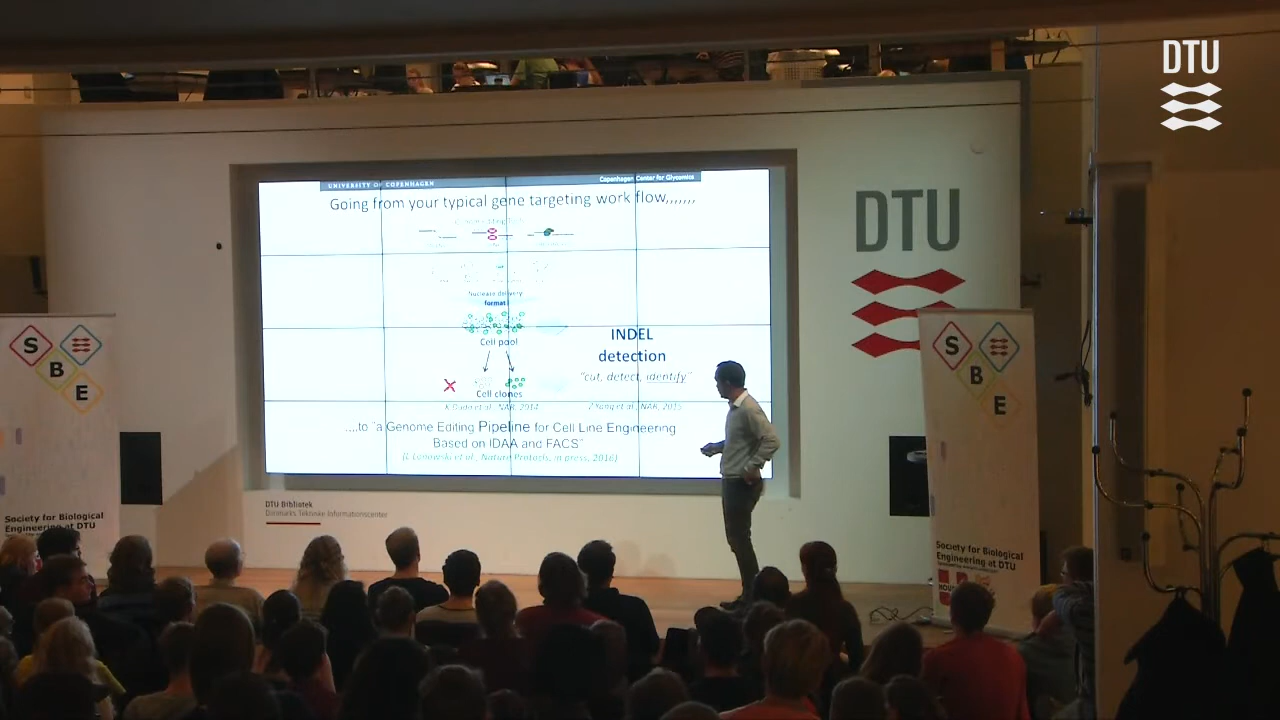 DTU
UNIVERSITY OF COPENHAGEN
Copenhagen Center for Glycomics
Going from your typical gene targeting work flow,,,,,,,
Nuclease delivery
format
Cell pool
INDEL
detection
"cut, detect, identify"
Cell clones
....to "a Genome Editing Pipeline for Cell Line Engineering
Based on IDAA and FACS"
DTU
S
B
E
Society for Biological
Engineering at DTU
DTU Bibliotek
Danmarks Tekniske Informationscenter
S
B
E
Society for Biological
Engineering at DTU